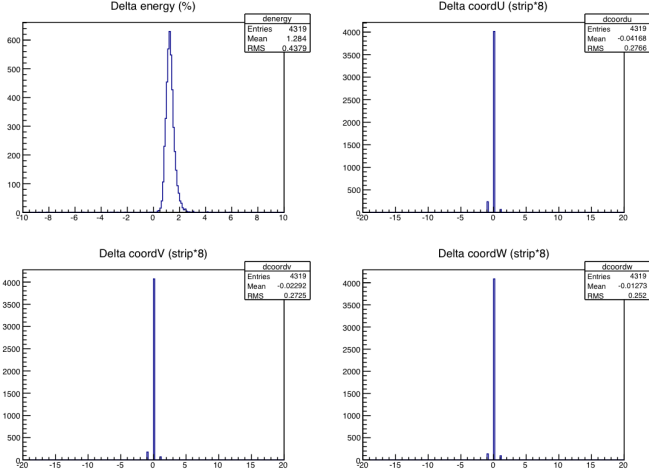 Delta energy (%)
denergy
Entries 4319
Mean 1.284
RMS 0.4379
600
500
400
300
200
100
0
-10 -8 -6 -4 -2 0 2 4 6 8 10
Delta coordU (strip*8)
dcoordu
Entries 4319
Mean -0.04168
RMS 0.2766
4000
3500
3000
2500
2000
1500
1000
500
0
-20 -15 -10 -5 0 5 10 15 20
Delta coordV (strip*8)
dcoordv
Entries 4319
Mean -0.02292
RMS 0.2725
4000
3500
3000
2500
2000
1500
1000
500
0
-20 -15 -10 -5 0 5 10 15 20
Delta coordW (strip*8)
dcoordw
Entries 4319
Mean -0.01273
RMS 0.252
4000
3500
3000
2500
2000
1500
1000
500
0
-20 -15 -10 -5 0 5 10 15 20